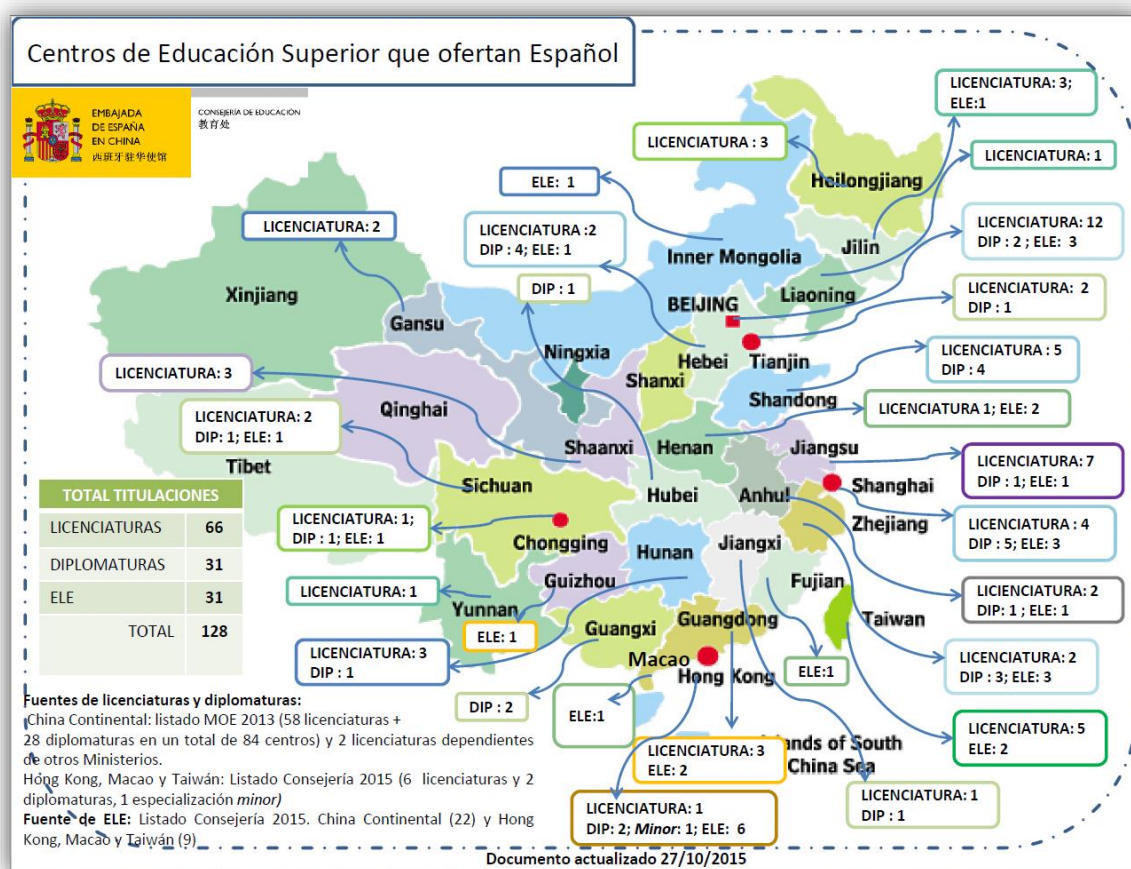 Centros de Educación Superior que ofertan Español
EMBAJADA
DE ESPAÑA
EN CHINA
西班牙驻华使馆
CONSEJERÍA DE EDUCACIÓN
教育处
LICENCIATURA: 3;
ELE:1
LICENCIATURA : 3
LICENCIATURA: 1
ELE: 1
Heilongjiang
LICENCIATURA: 2
LICENCIATURA :2
DIP : 4; ELE: 1
LICENCIATURA: 12
DIP : 2 ; ELE: 3
Jilin
Inner Mongolia
DIP : 1
Xinjiang
Liaoning
LICENCIATURA: 2
DIP : 1
BEIJING
Gansu
Ningxia
Hebei
Tianjin
LICENCIATURA : 5
DIP : 4
LICENCIATURA: 3
Shanxi
Shandong
Qinghai
LICENCIATURA 1; ELE: 2
LICENCIATURA: 2
DIP: 1; ELE: 1
Shaanxi
Henan
Jiangsu
Tibet
LICENCIATURA: 7
DIP : 1; ELE: 1
Sichuan
Hubei
Anhui
Shanghai
TOTAL TITULACIONES
LICENCIATURAS 66
DIPLOMATURAS 31
ELE 31
TOTAL 128
LICENCIATURA: 1;
DIP : 1; ELE: 1
Zhejiang
LICENCIATURA : 4
DIP : 5; ELE: 3
Chongging
Hunan
Jiangxi
Guizhou
Fujian
LICENCIATURA: 1
Yunnan
LICIENCIATURA: 2
DIP: 1 ; ELE: 1
Guangdong
Taiwan
ELE: 1
Guangxi
LICENCIATURA: 3
DIP : 1
Macao
Hong Kong
ELE:1
LICENCIATURA: 2
DIP : 3; ELE: 3
DIP : 2
ELE:1
LICENCIATURA: 5
ELE: 2
LICENCIATURA: 3
ELE: 2
lands of South
China Sea
LICENCIATURA: 1
DIP: 2; Minor: 1; ELE: 6
LICENCIATURA: 1
DIP : 1
Fuentes de licenciaturas y diplomaturas:
China Continental: listado MOE 2013 (58 licenciaturas +
28 diplomaturas en un total de 84 centros) y 2 licenciaturas dependientes
de otros Ministerios.
Hong Kong, Macao y Taiwán: Listado Consejería 2015 (6 licenciaturas y 2
diplomaturas, 1 especialización minor)
Fuente de ELE: Listado Consejería 2015. China Continental (22) y Hong
Kong, Macao y Taiwán (9)
Documento actualizado 27/10/2015